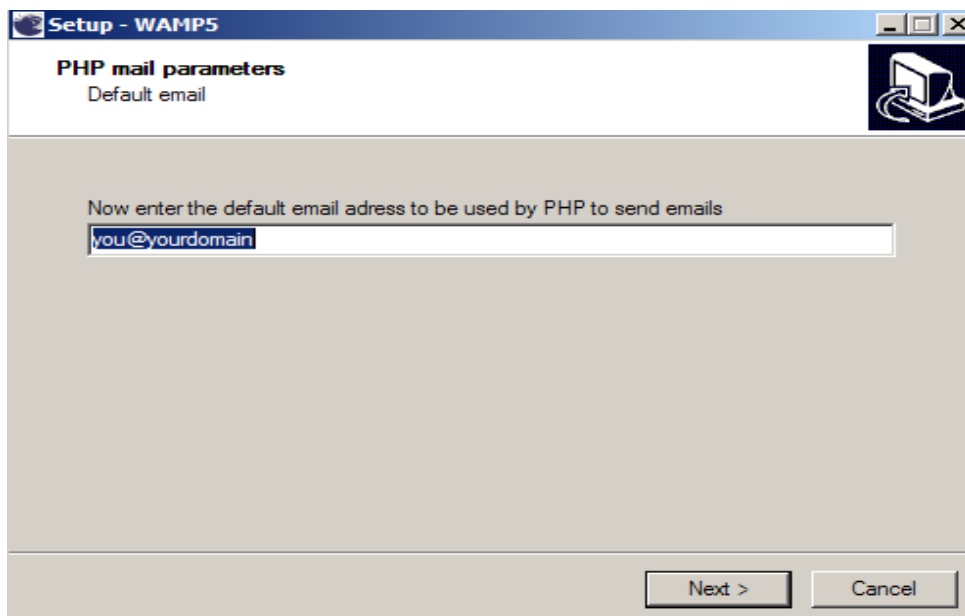 Setup - WAMP5
PHP mail parameters
Default email
Now enter the default email adress to be used by PHP to send emails
you@yourdomain
Next >
Cancel